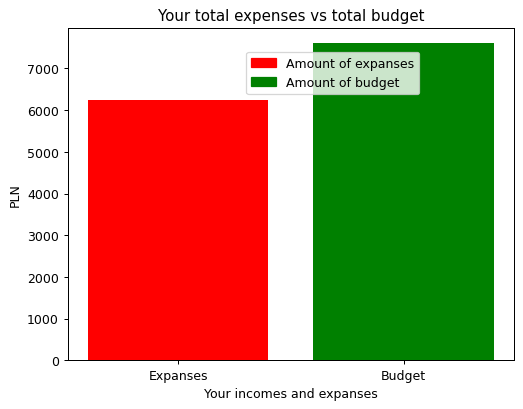 Your total expenses vs total budget
Amount of expanses
Amount of budget
7000
6000
5000
4000
3000
2000
1000
0
PLN
Expanses
Budget
Your incomes and expanses